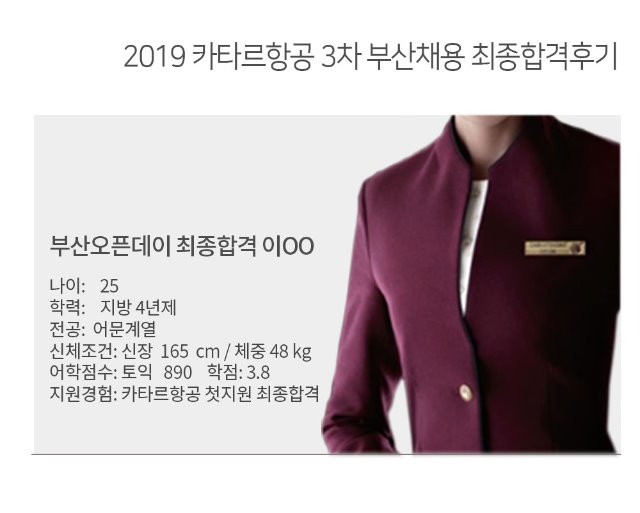 2019 카타르항공 3차 부산채용 최종합격후기
부산오픈데이 최종합격 이OO
나이: 25
학력: 지방 4년제
전공: 어문계열
신체조건: 신장 165 cm / 체중 48 kg
어학점수: 토익 890 학점: 3.8
지원경험: 카타르항공 첫지원 최종합격